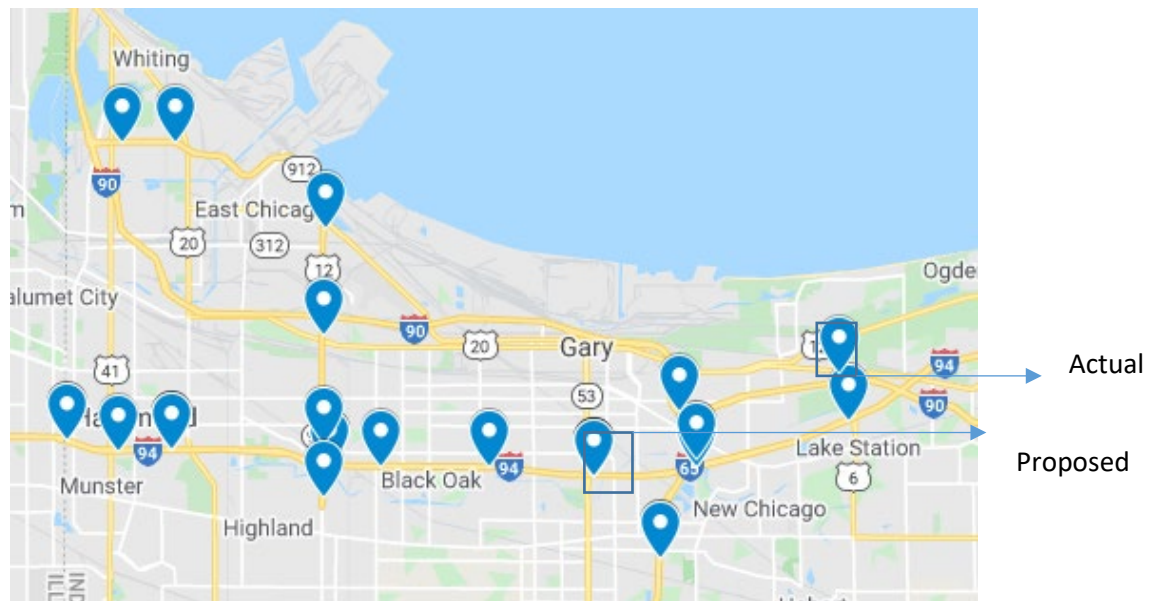 Whiting
912
90
East Chicag
m
20
312
12
Ogde
alumet City
90
20
Gary
94
Actual
41
53
90
94
Lake Station
Proposed
Black Oak
94
65
6
Munster
New Chicago
Highland